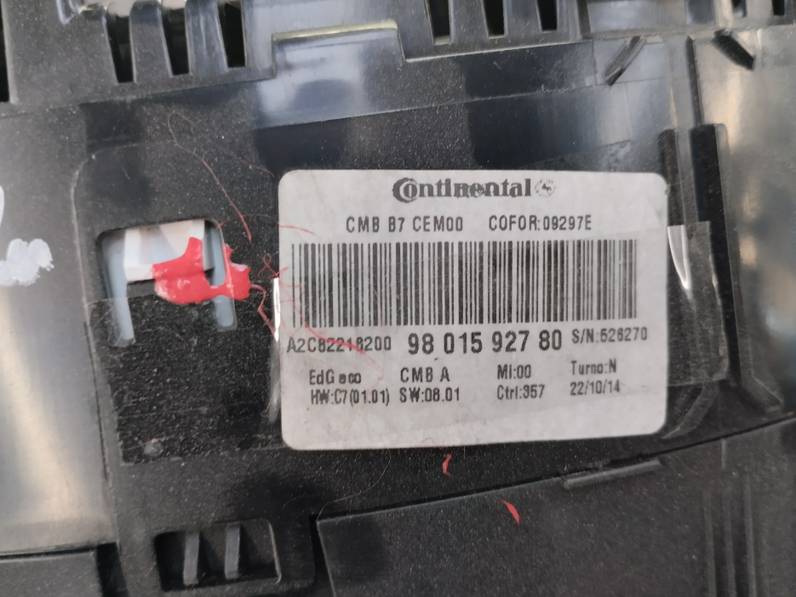 Continental
CMB B7 CEM00 COFOR:09297E
A2C82218200 98 015 927 80 S/N:526270
EdG eco CMB A MI:00 Turno:N
HW:C7(01.01) SW:08.01 Ctrl:357 22/10/14